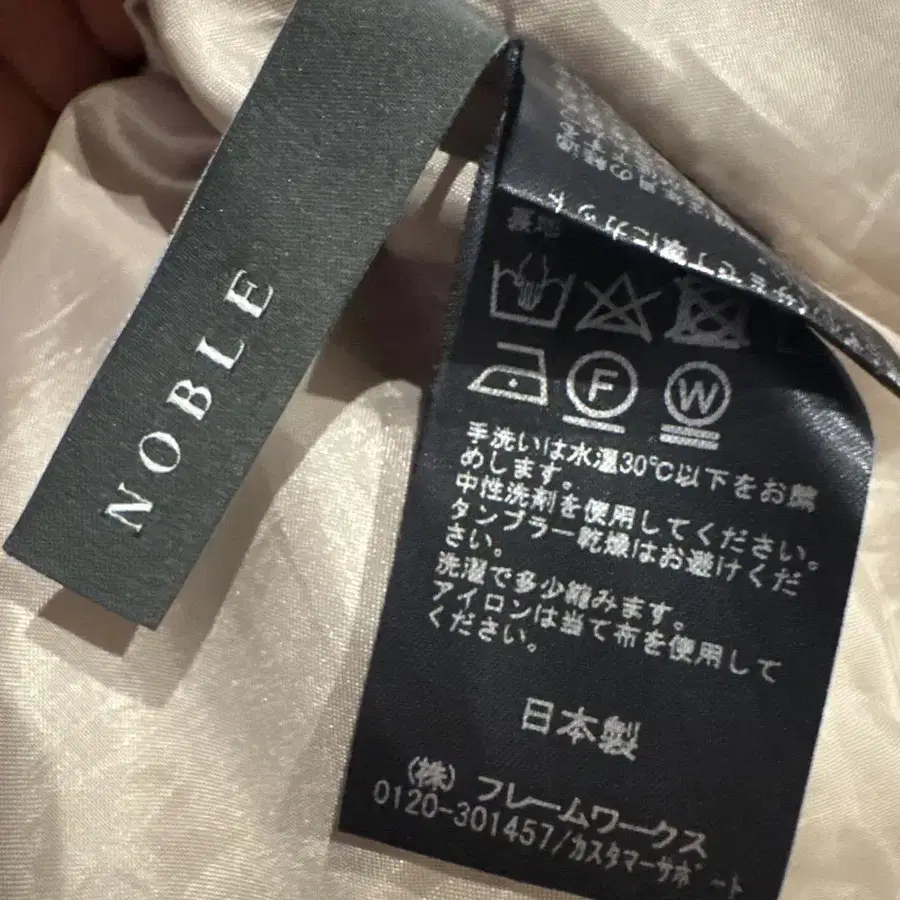 NOBLE
F
W
手洗いは水温30℃以下をお薦
めします。
中性洗剤を使用してください。
タンブラー乾燥はお避けくだ
さい。
洗濯で多少縮みます。
アイロンは当て布を使用して
ください。
日本製
(株) フレームワークス
0120-301457/カスタマーサポート